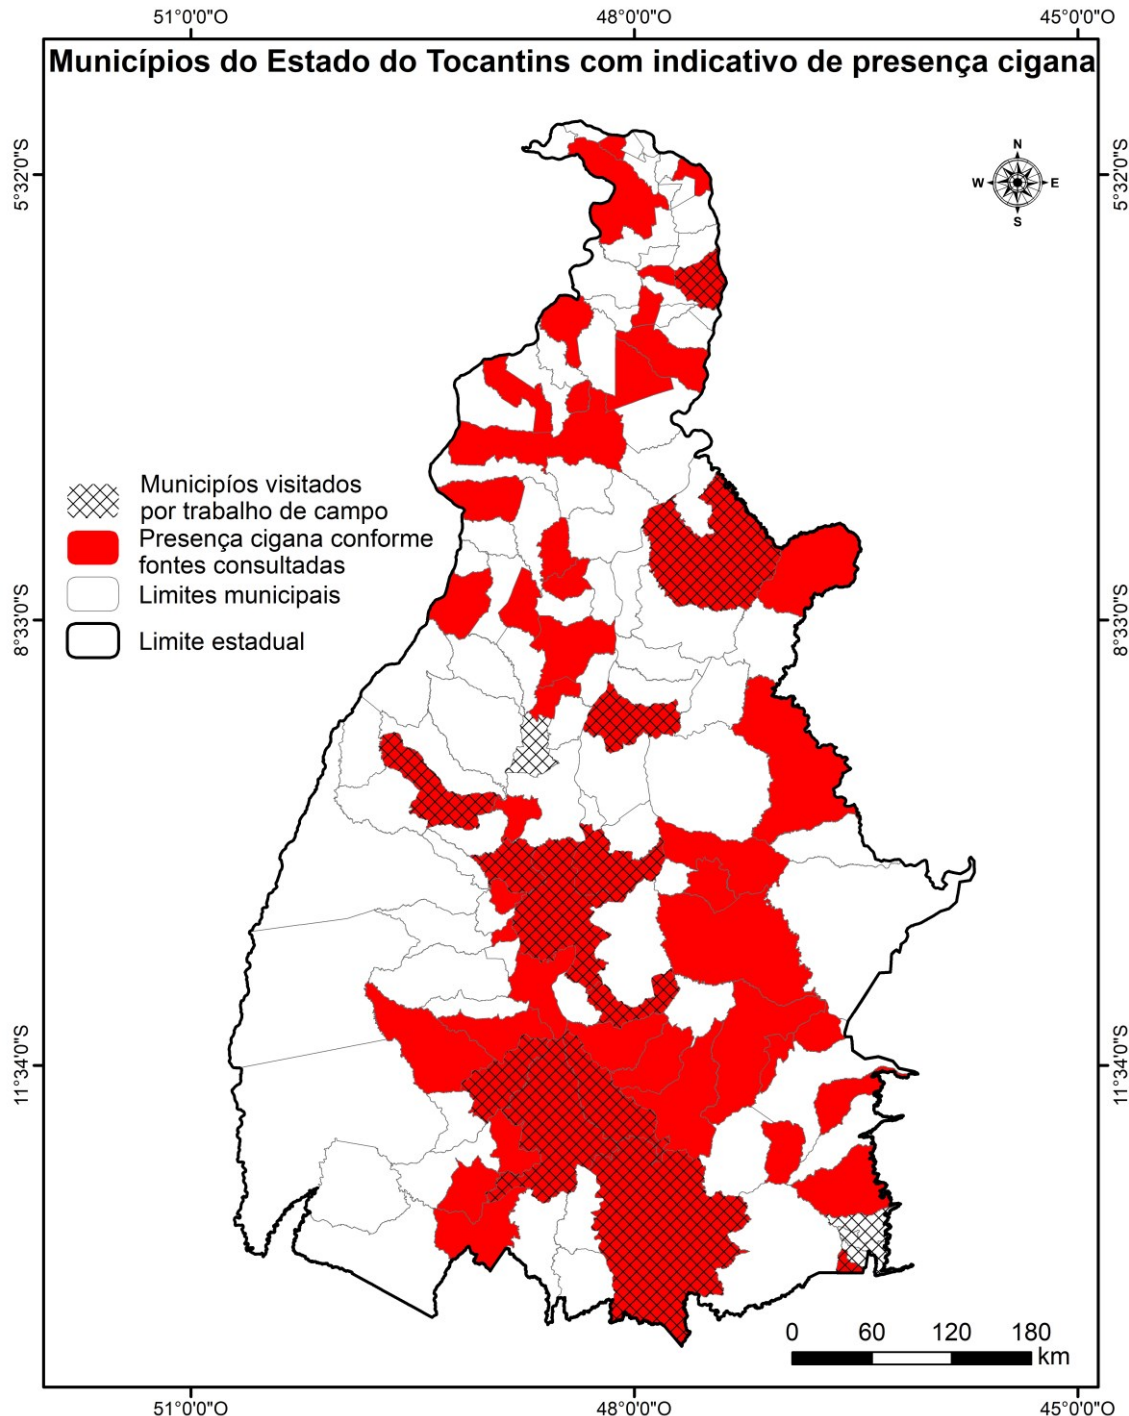 51°0'0"O 48°0'0"O 45°0'0"O
Municípios do Estado do Tocantins com indicativo de presença cigana
5°32'0"S
5°32'0"S
N
W E
S
Municipíos visitados
por trabalho de campo
Presença cigana conforme
fontes consultadas
Limites municipais
Limite estadual
8°33'0"S
8°33'0"S
11°34'0"S
11°34'0"S
0 60 120 180
km
51°0'0"O 48°0'0"O 45°0'0"O